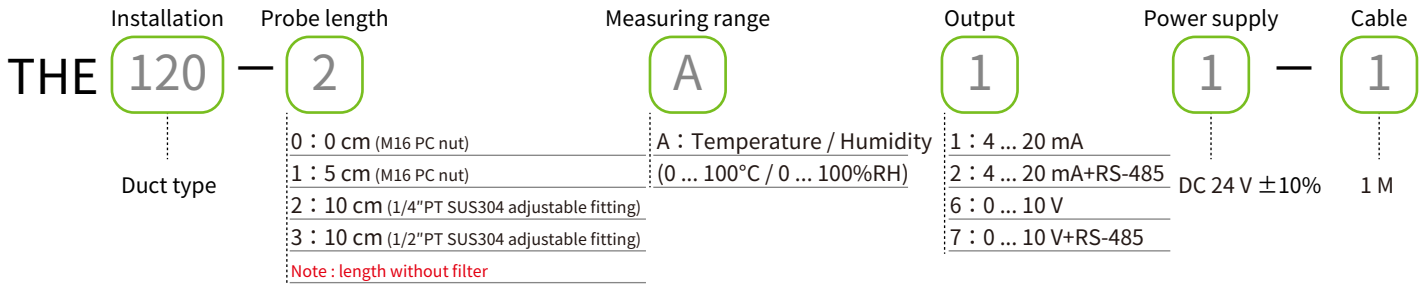 Installation Probe length Measuring range Output Power supply Cable
THE 120 — 2 A 1 1 — 1
0：0 cm (M16 PC nut)
1：5 cm (M16 PC nut)
2：10 cm (1/4"PT SUS304 adjustable fitting)
3：10 cm (1/2"PT SUS304 adjustable fitting)
Note : length without filter
Duct type
A：Temperature / Humidity
(0 ... 100°C / 0 ... 100%RH)
1：4 ... 20 mA
2：4 ... 20 mA+RS-485
6：0 ... 10 V
7：0 ... 10 V+RS-485
DC 24 V ±10%
1 M